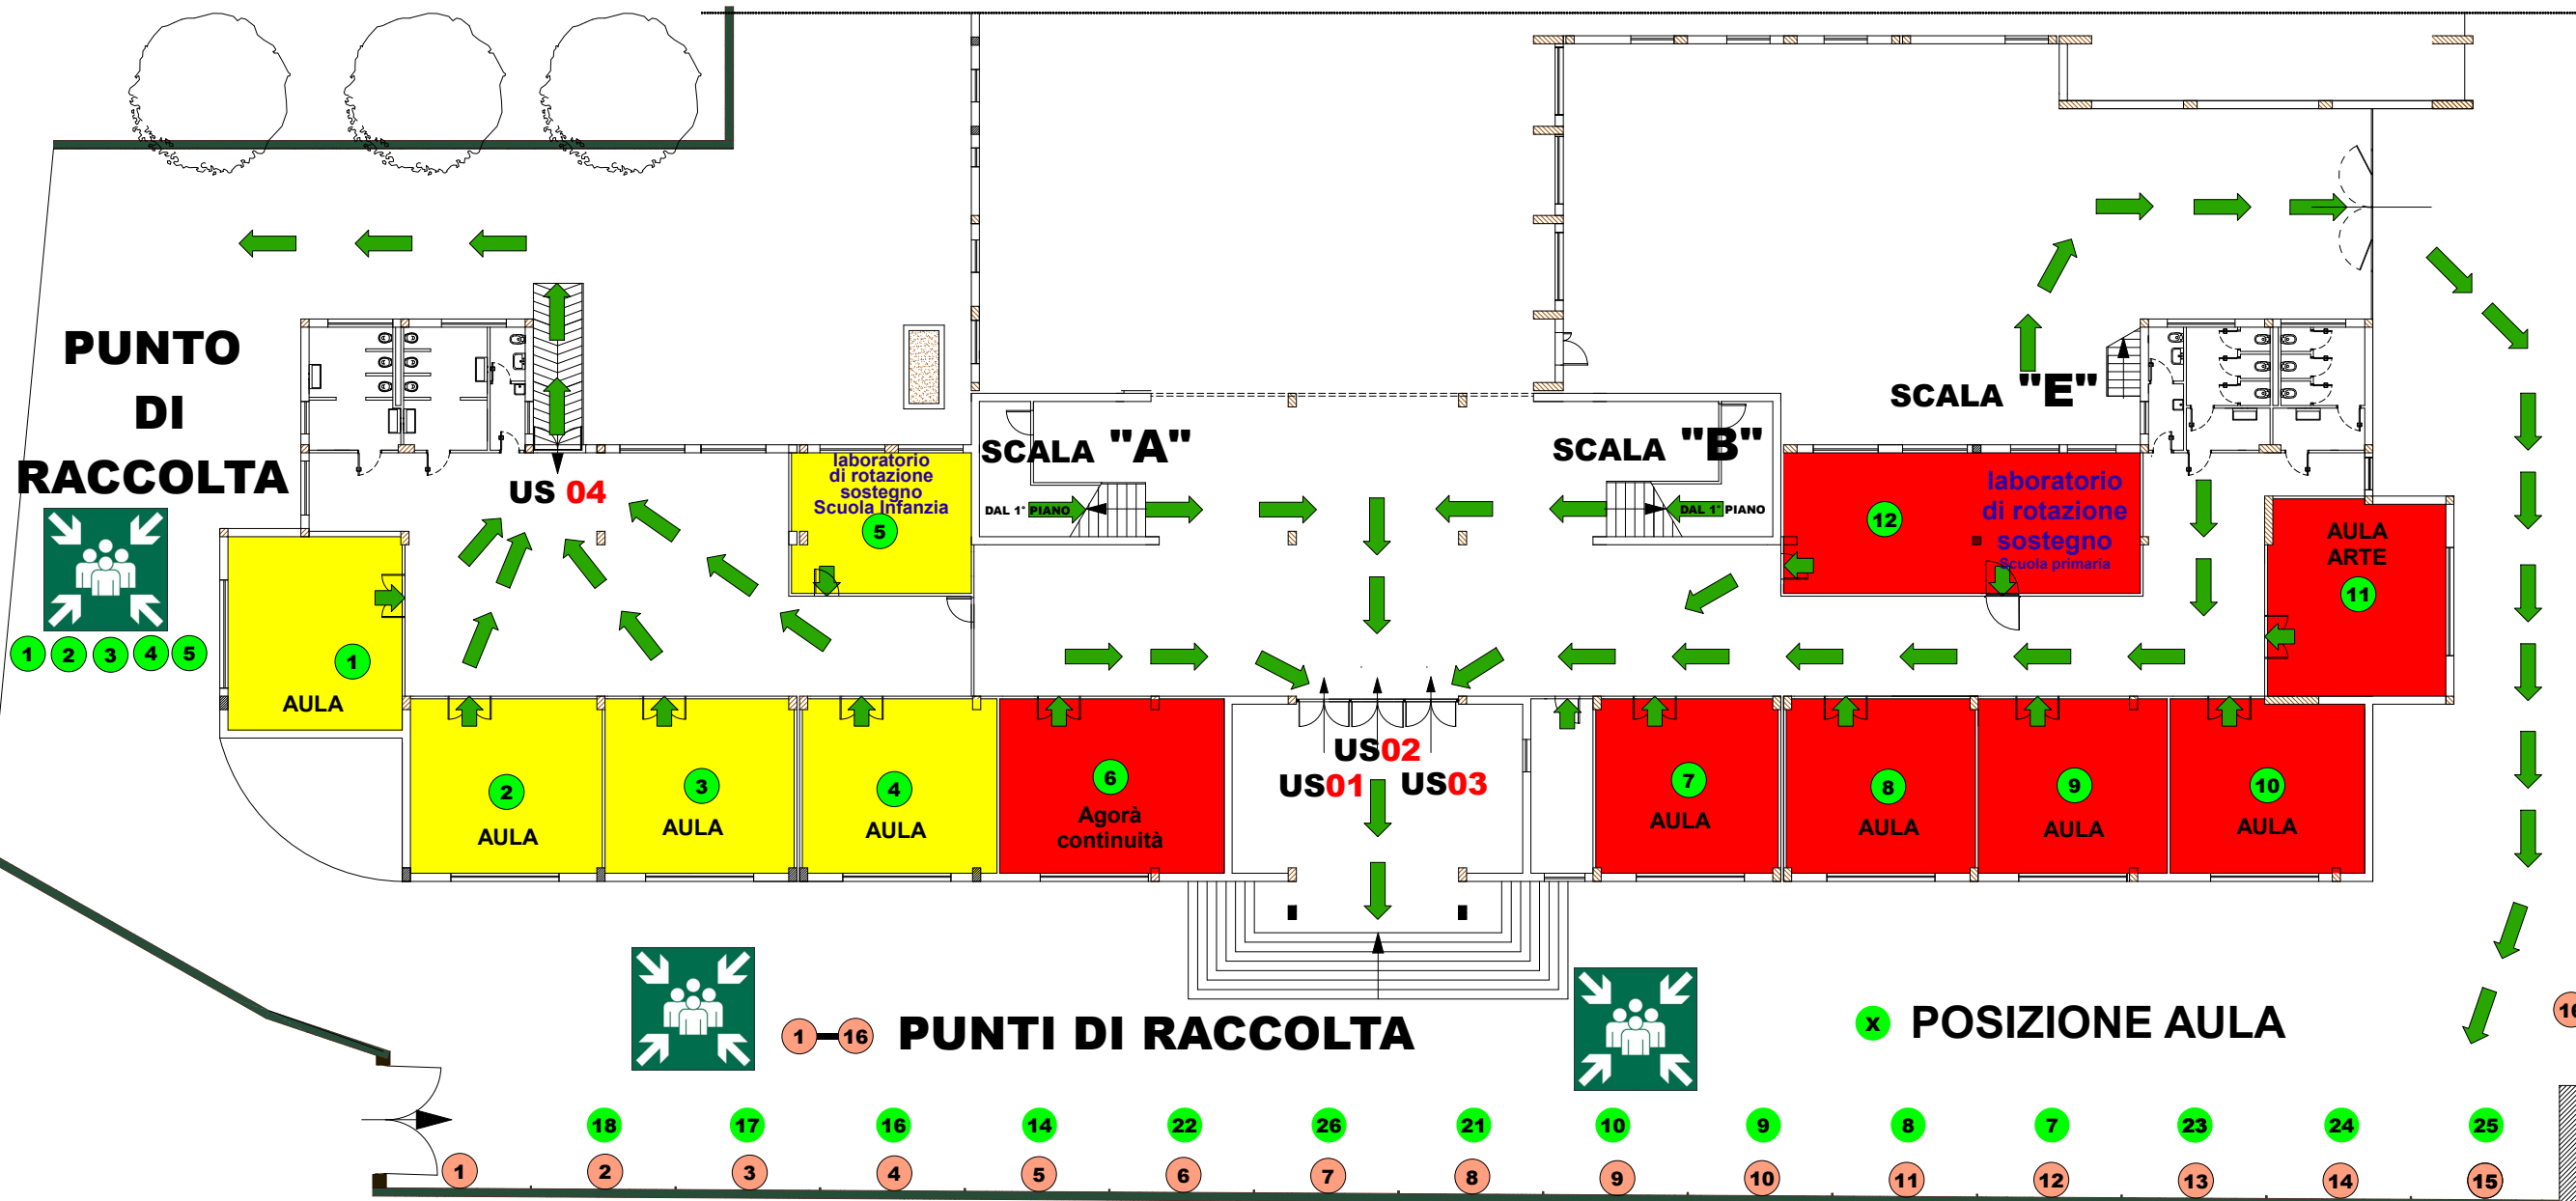 PUNTO
DI
RACCOLTA
1 2 3 4 5
US 04
laboratorio
di rotazione
sostegno
Scuola Infanzia
5
SCALA "A"
DAL 1° PIANO
SCALA "B"
DAL 1° PIANO
SCALA "E"
12
laboratorio
di rotazione
sostegno
Scuola primaria
AULA
ARTE
11
1
AULA
2
AULA
3
AULA
4
AULA
6
Agorà
continuità
US02
US01 US03
7
AULA
8
AULA
9
AULA
10
AULA
1 16 PUNTI DI RACCOLTA
x POSIZIONE AULA
16
18 17 16 14 22 26 21 10 9 8 7 23 24 25
1 2 3 4 5 6 7 8 9 10 11 12 13 14 15